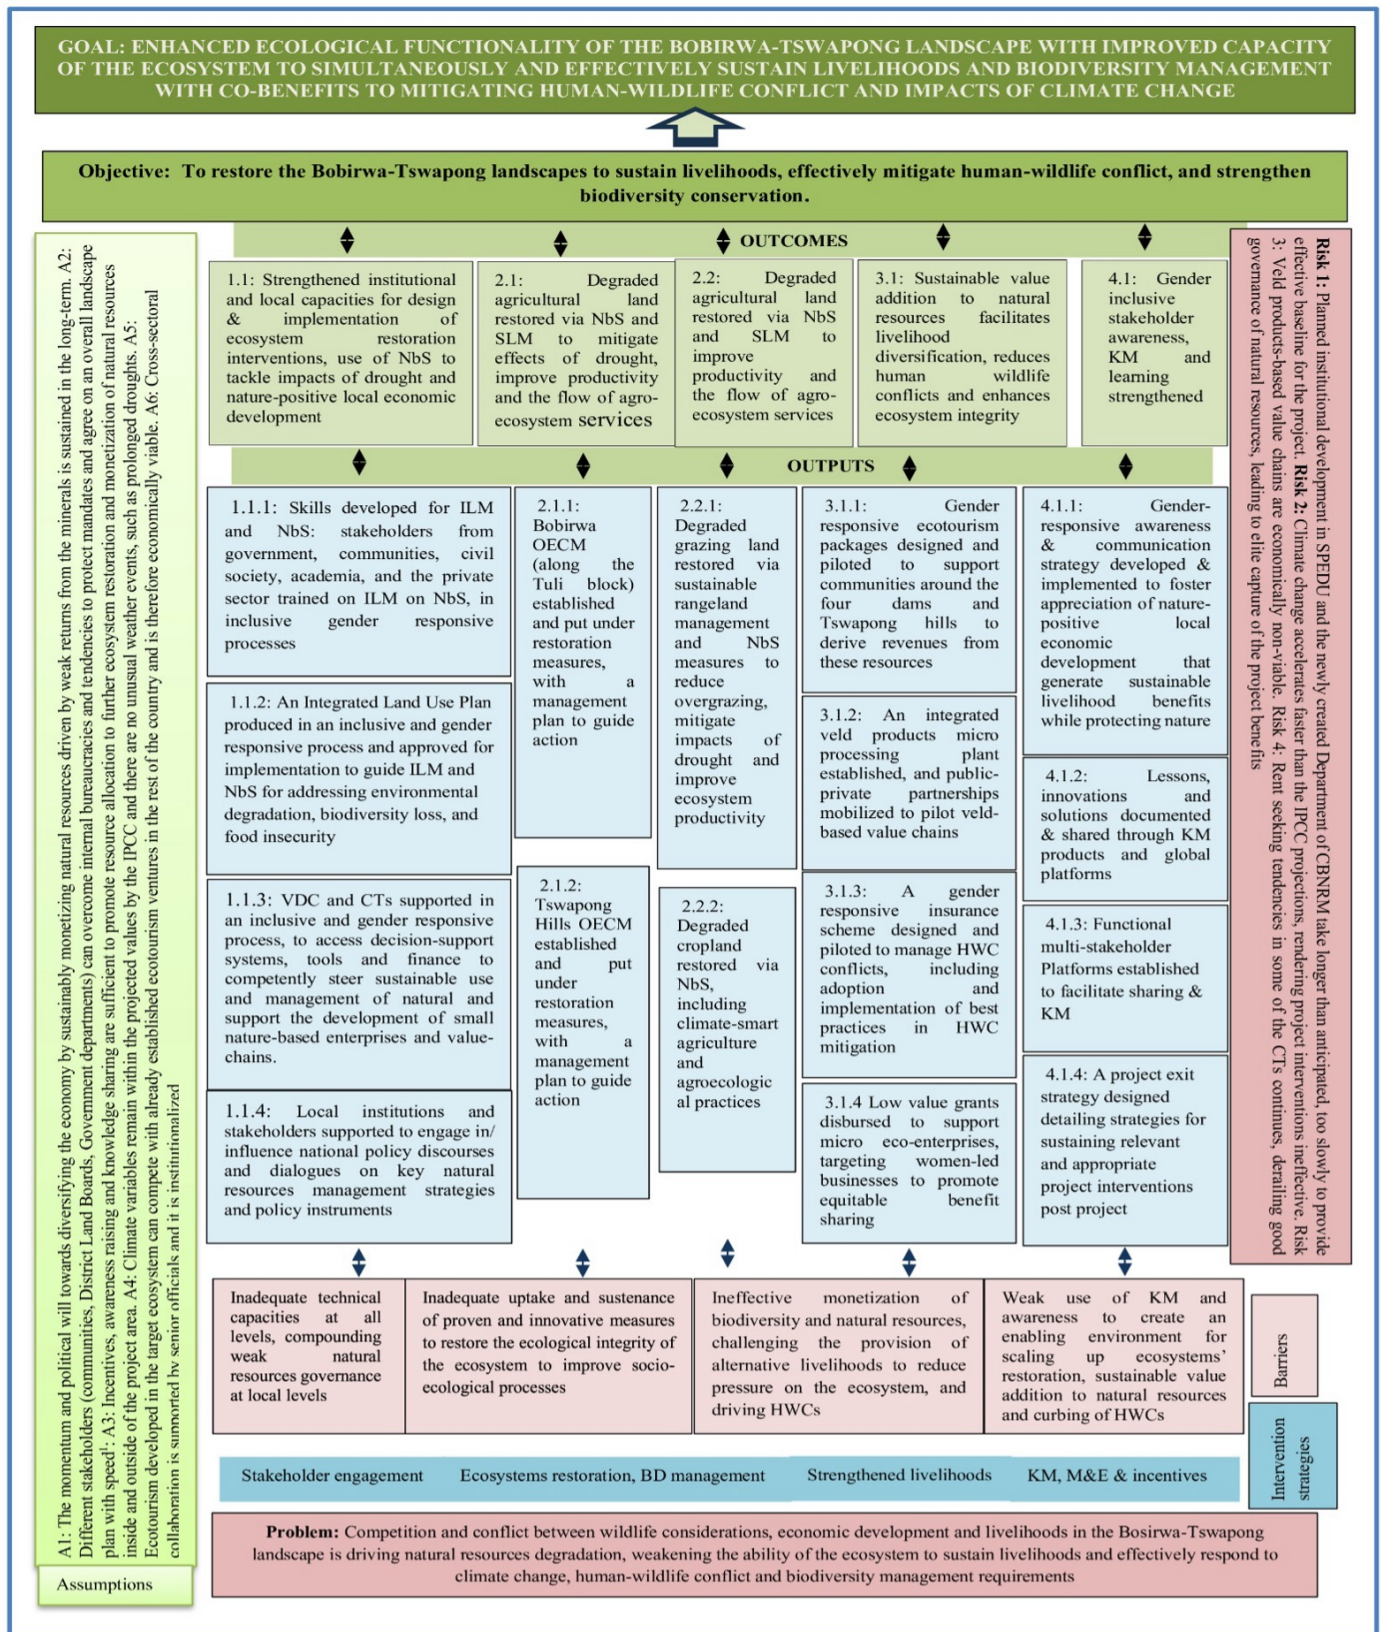 GOAL: ENHANCED ECOLOGICAL FUNCTIONALITY OF THE BOBIRWA-TSWAPONG LANDSCAPE WITH IMPROVED CAPACITY
OF THE ECOSYSTEM TO SIMULTANEOUSLY AND EFFECTIVELY SUSTAIN LIVELIHOODS AND BIODIVERSITY MANAGEMENT
WITH CO-BENEFITS TO MITIGATING HUMAN-WILDLIFE CONFLICT AND IMPACTS OF CLIMATE CHANGE
Objective: To restore the Bobirwa-Tswapong landscapes to sustain livelihoods, effectively mitigate human-wildlife conflict, and strengthen
biodiversity conservation.
A1: The momentum and political will towards diversifying the economy by sustainably monetizing natural resources driven by weak returns from the minerals is sustained in the long-term. A2:
Different stakeholders (communities, District Land Boards, Government departments) can overcome internal bureaucracies and tendencies to protect mandates and agree on an overall landscape
plan with speed¹: A3: Incentives, awareness raising and knowledge sharing are sufficient to promote resource allocation to further ecosystem restoration and monetization of natural resources
inside and outside of the project area. A4: Climate variables remain within the projected values by the IPCC and there are no unusual weather events, such as prolonged droughts. A5:
Ecotourism developed in the target ecosystem can compete with already established ecotourism ventures in the rest of the country and is therefore economically viable. A6: Cross-sectoral
collaboration is supported by senior officials and it is institutionalized
Assumptions
OUTCOMES
1.1: Strengthened institutional
and local capacities for design
& implementation of
ecosystem restoration
interventions, use of NbS to
tackle impacts of drought and
nature-positive local economic
development
2.1: Degraded
agricultural land
restored via NbS and
SLM to mitigate
effects of drought,
improve productivity
and the flow of agro-
ecosystem services
2.2: Degraded
agricultural land
restored via NbS
and SLM to
improve
productivity and
the flow of agro-
ecosystem services
3.1: Sustainable value
addition to natural
resources facilitates
livelihood
diversification, reduces
human wildlife
conflicts and enhances
ecosystem integrity
4.1: Gender
inclusive
stakeholder
awareness,
KM and
learning
strengthened
OUTPUTS
1.1.1: Skills developed for ILM
and NbS: stakeholders from
government, communities, civil
society, academia, and the private
sector trained on ILM on NbS, in
inclusive gender responsive
processes
1.1.2: An Integrated Land Use Plan
produced in an inclusive and gender
responsive process and approved for
implementation to guide ILM and
NbS for addressing environmental
degradation, biodiversity loss, and
food insecurity
1.1.3: VDC and CTs supported in
an inclusive and gender responsive
process, to access decision-support
systems, tools and finance to
competently steer sustainable use
and management of natural and
support the development of small
nature-based enterprises and value-
chains.
1.1.4: Local institutions and
stakeholders supported to engage in/
influence national policy discourses
and dialogues on key natural
resources management strategies
and policy instruments
2.1.1:
Bobirwa
OECM
(along the
Tuli block)
established
and put under
restoration
measures,
with a
management
plan to guide
action
2.1.2:
Tswapong
Hills OECM
established
and put
under
restoration
measures,
with a
management
plan to guide
action
2.2.1:
Degraded
grazing land
restored via
sustainable
rangeland
management
and NbS
measures to
reduce
overgrazing,
mitigate
impacts of
drought and
improve
ecosystem
productivity
2.2.2:
Degraded
cropland
restored via
NbS,
including
climate-smart
agriculture
and
agroecologic
al practices
3.1.1: Gender
responsive ecotourism
packages designed and
piloted to support
communities around the
four dams and
Tswapong hills to
derive revenues from
these resources
3.1.2: An integrated
veld products micro
processing plant
established, and public-
private partnerships
mobilized to pilot veld-
based value chains
3.1.3: A gender
responsive insurance
scheme designed and
piloted to manage HWC
conflicts, including
adoption and
implementation of best
practices in HWC
mitigation
3.1.4 Low value grants
disbursed to support
micro eco-enterprises,
targeting women-led
businesses to promote
equitable benefit
sharing
4.1.1: Gender-
responsive awareness
& communication
strategy developed &
implemented to foster
appreciation of nature-
positive local
economic
development that
generate sustainable
livelihood benefits
while protecting nature
4.1.2: Lessons,
innovations and
solutions documented
& shared through KM
products and global
platforms
4.1.3: Functional
multi-stakeholder
Platforms established
to facilitate sharing &
KM
4.1.4: A project exit
strategy designed
detailing strategies for
sustaining relevant
and appropriate
project interventions
post project
Risk 1: Planned institutional development in SPEDU and the newly created Department of CBNRM take longer than anticipated, too slowly to provide
effective baseline for the project. Risk 2: Climate change accelerates faster than the IPCC projections, rendering project interventions ineffective. Risk
3: Veld products-based value chains are economically non-viable. Risk 4: Rent seeking tendencies in some of the CTs continues, derailing good
governance of natural resources, leading to elite capture of the project benefits
Inadequate technical
capacities at all
levels, compounding
weak natural
resources governance
at local levels
Inadequate uptake and sustenance
of proven and innovative measures
to restore the ecological integrity of
the ecosystem to improve socio-
ecological processes
Ineffective monetization of
biodiversity and natural resources,
challenging the provision of
alternative livelihoods to reduce
pressure on the ecosystem, and
driving HWCs
Weak use of KM and
awareness to create an
enabling environment for
scaling up ecosystems'
restoration, sustainable value
addition to natural resources
and curbing of HWCs
Barriers
Stakeholder engagement
Ecosystems restoration, BD management
Strengthened livelihoods
KM, M&E & incentives
Intervention
strategies
Problem: Competition and conflict between wildlife considerations, economic development and livelihoods in the Bosirwa-Tswapong
landscape is driving natural resources degradation, weakening the ability of the ecosystem to sustain livelihoods and effectively respond to
climate change, human-wildlife conflict and biodiversity management requirements